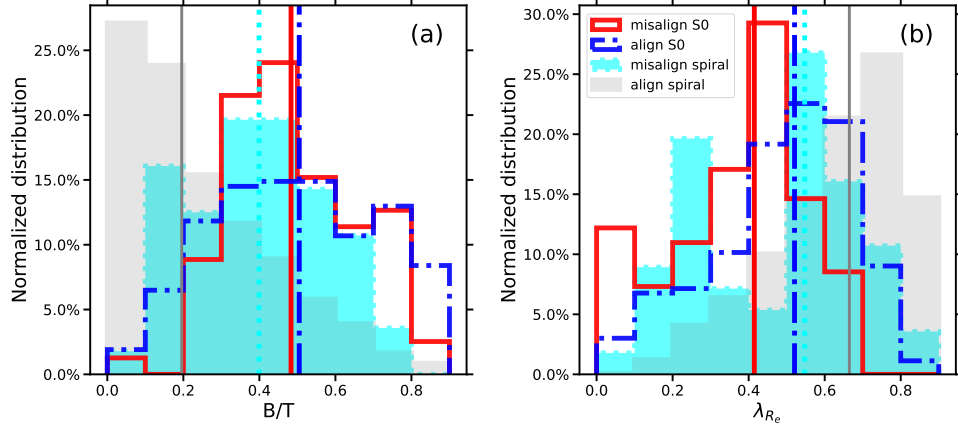 (a)
Normalized distribution
25.0%
20.0%
15.0%
10.0%
5.0%
0.0%
0.0 0.2 0.4 0.6 0.8
B/T
(b)
misalign S0
align S0
misalign spiral
align spiral
Normalized distribution
30.0%
25.0%
20.0%
15.0%
10.0%
5.0%
0.0%
0.0 0.2 0.4 0.6 0.8
λ_{R_e}